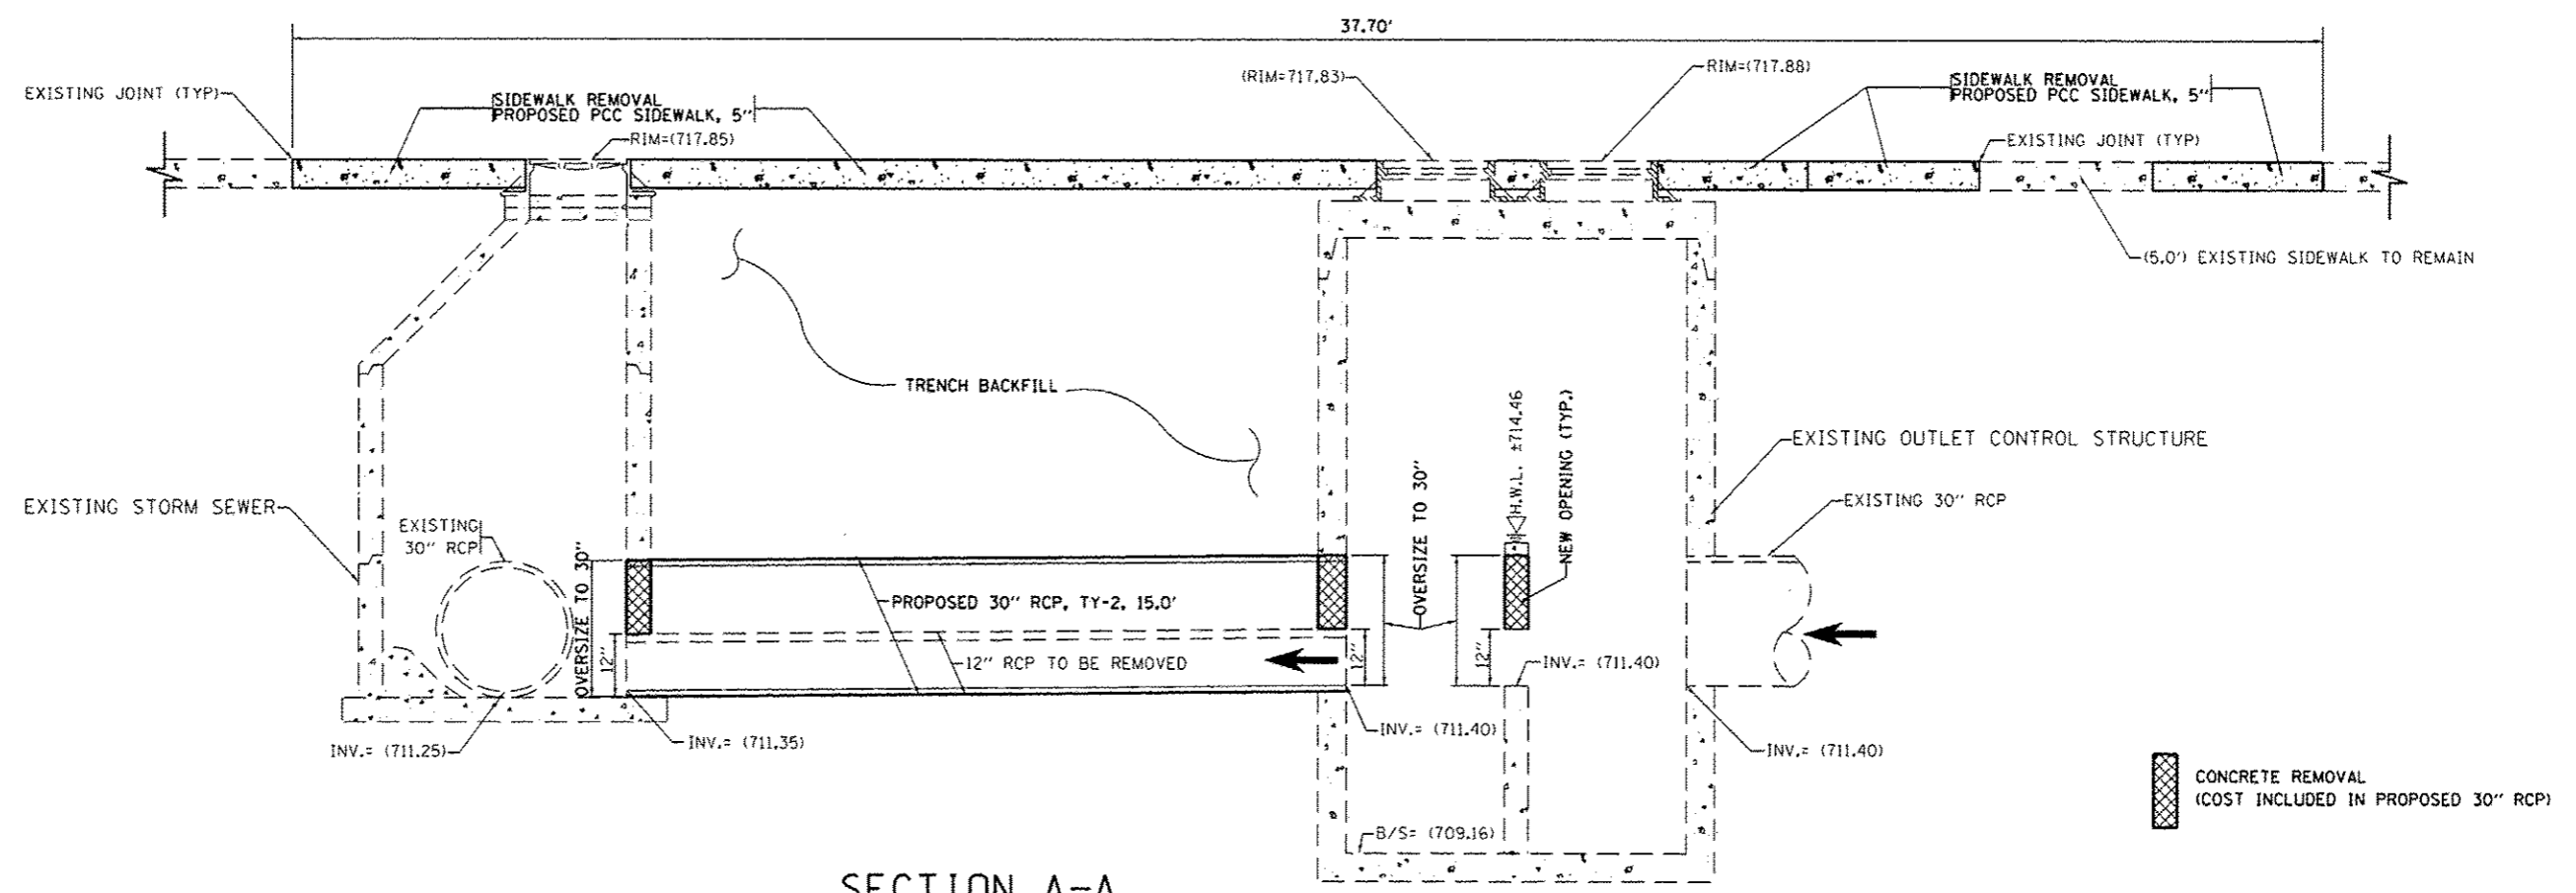 37.70'
EXISTING JOINT (TYP)
SIDEWALK REMOVAL
PROPOSED PCC SIDEWALK, 5"
RIM=(717.85)
(RIM=717.83)
RIM=(717.88)
SIDEWALK REMOVAL
PROPOSED PCC SIDEWALK, 5"
EXISTING JOINT (TYP)
(5.0') EXISTING SIDEWALK TO REMAIN
TRENCH BACKFILL
H.W.L. ±714.46
NEW OPENING (TYP.)
OVERSIZE TO 30"
EXISTING OUTLET CONTROL STRUCTURE
EXISTING 30" RCP
EXISTING STORM SEWER
EXISTING
30" RCP
OVERSIZE TO 30"
12"
PROPOSED 30" RCP, TY-2, 15.0'
12" RCP TO BE REMOVED
12"
12"
INV.= (711.40)
INV.= (711.25)
INV.= (711.35)
INV.= (711.40)
INV.= (711.40)
B/S= (709.16)
CONCRETE REMOVAL
(COST INCLUDED IN PROPOSED 30" RCP)
SECTION A-A